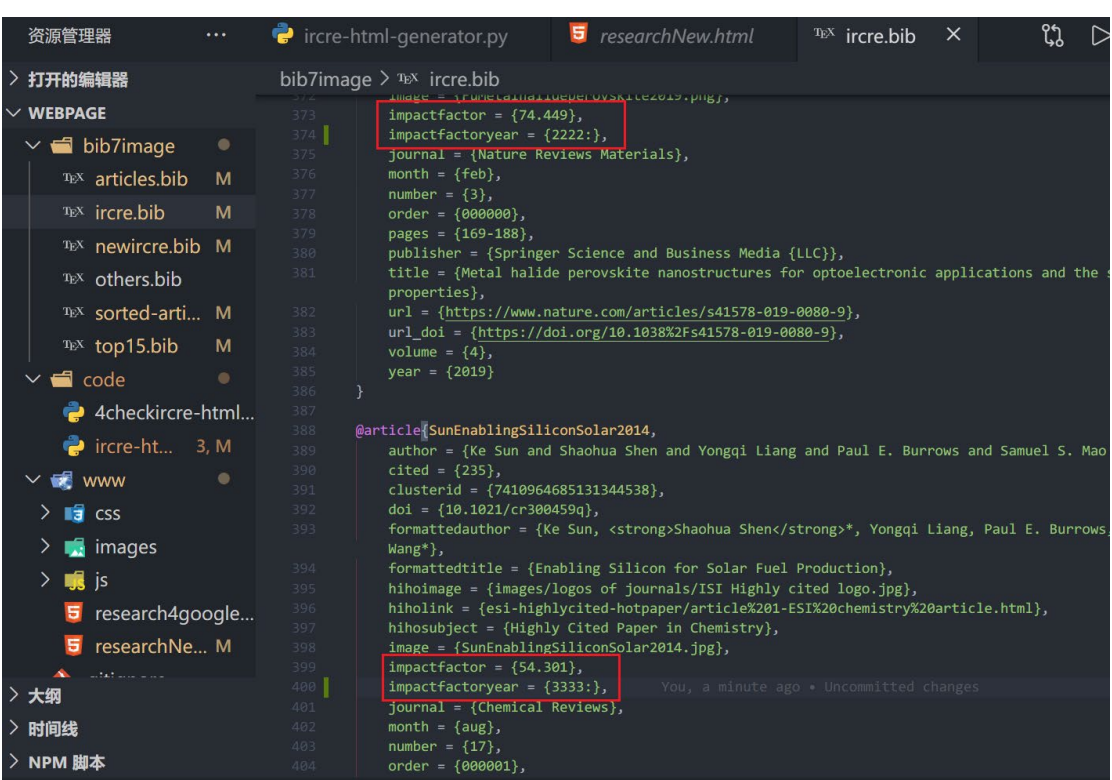 资源管理器 ···
ircre-html-generator.py
researchNew.html
TEX ircre.bib ×
打开的编辑器
bib7image > TEX ircre.bib
WEBPAGE
bib7image
TEX articles.bib M
TEX ircre.bib M
TEX newircre.bib M
TEX others.bib
TEX sorted-arti... M
TEX top15.bib M
code
4checkircre-html...
ircre-ht... 3, M
www
css
images
js
research4google...
researchNe... M
大纲
时间线
NPM 脚本
372 image = {FuMetalhalideperovskite2019.png},
373 impactfactor = {74.449},
374 impactfactoryear = {2222:},
375 journal = {Nature Reviews Materials},
376 month = {feb},
377 number = {3},
378 order = {000000},
379 pages = {169-188},
380 publisher = {Springer Science and Business Media {LLC}},
381 title = {Metal halide perovskite nanostructures for optoelectronic applications and the
properties},
382 url = {https://www.nature.com/articles/s41578-019-0080-9},
383 url_doi = {https://doi.org/10.1038%2Fs41578-019-0080-9},
384 volume = {4},
385 year = {2019}
386 }
387
388 @article{SunEnablingSiliconSolar2014,
389 author = {Ke Sun and Shaohua Shen and Yongqi Liang and Paul E. Burrows and Samuel S. Mao
390 cited = {235},
391 clusterid = {7410964685131344538},
392 doi = {10.1021/cr300459q},
393 formattedauthor = {Ke Sun, <strong>Shaohua Shen</strong>*, Yongqi Liang, Paul E. Burrows,
Wang*},
394 formattedtitle = {Enabling Silicon for Solar Fuel Production},
395 hihoimage = {images/logos of journals/ISI Highly cited logo.jpg},
396 hiholink = {esi-highlycited-hotpaper/article%201-ESI%20chemistry%20article.html},
397 hihosubject = {Highly Cited Paper in Chemistry},
398 image = {SunEnablingSiliconSolar2014.jpg},
399 impactfactor = {54.301},
400 impactfactoryear = {3333:}, You, a minute ago • Uncommitted changes
401 journal = {Chemical Reviews},
402 month = {aug},
403 number = {17},
404 order = {000001},